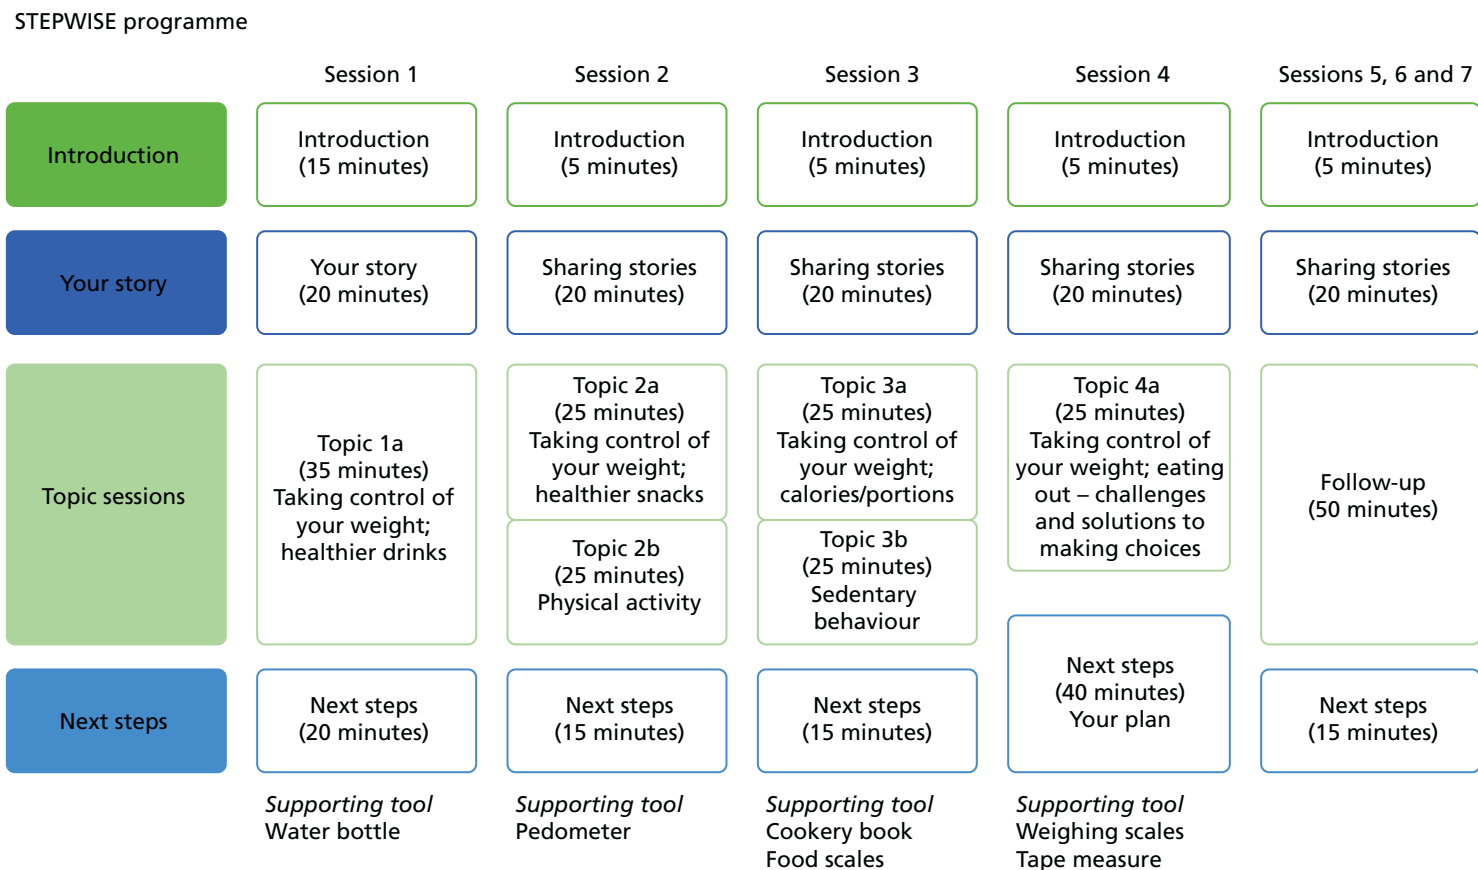 STEPWISE programme
Session 1
Session 2
Session 3
Session 4
Sessions 5, 6 and 7
Introduction
Introduction
(15 minutes)
Introduction
(5 minutes)
Introduction
(5 minutes)
Introduction
(5 minutes)
Introduction
(5 minutes)
Your story
Your story
(20 minutes)
Sharing stories
(20 minutes)
Sharing stories
(20 minutes)
Sharing stories
(20 minutes)
Sharing stories
(20 minutes)
Topic sessions
Topic 1a
(35 minutes)
Taking control of
your weight;
healthier drinks
Topic 2a
(25 minutes)
Taking control of
your weight;
healthier snacks
Topic 2b
(25 minutes)
Physical activity
Topic 3a
(25 minutes)
Taking control of
your weight;
calories/portions
Topic 3b
(25 minutes)
Sedentary
behaviour
Topic 4a
(25 minutes)
Taking control of
your weight; eating
out – challenges
and solutions to
making choices
Follow-up
(50 minutes)
Next steps
Next steps
(20 minutes)
Next steps
(15 minutes)
Next steps
(15 minutes)
Next steps
(40 minutes)
Your plan
Next steps
(15 minutes)
Supporting tool
Water bottle
Supporting tool
Pedometer
Supporting tool
Cookery book
Food scales
Supporting tool
Weighing scales
Tape measure